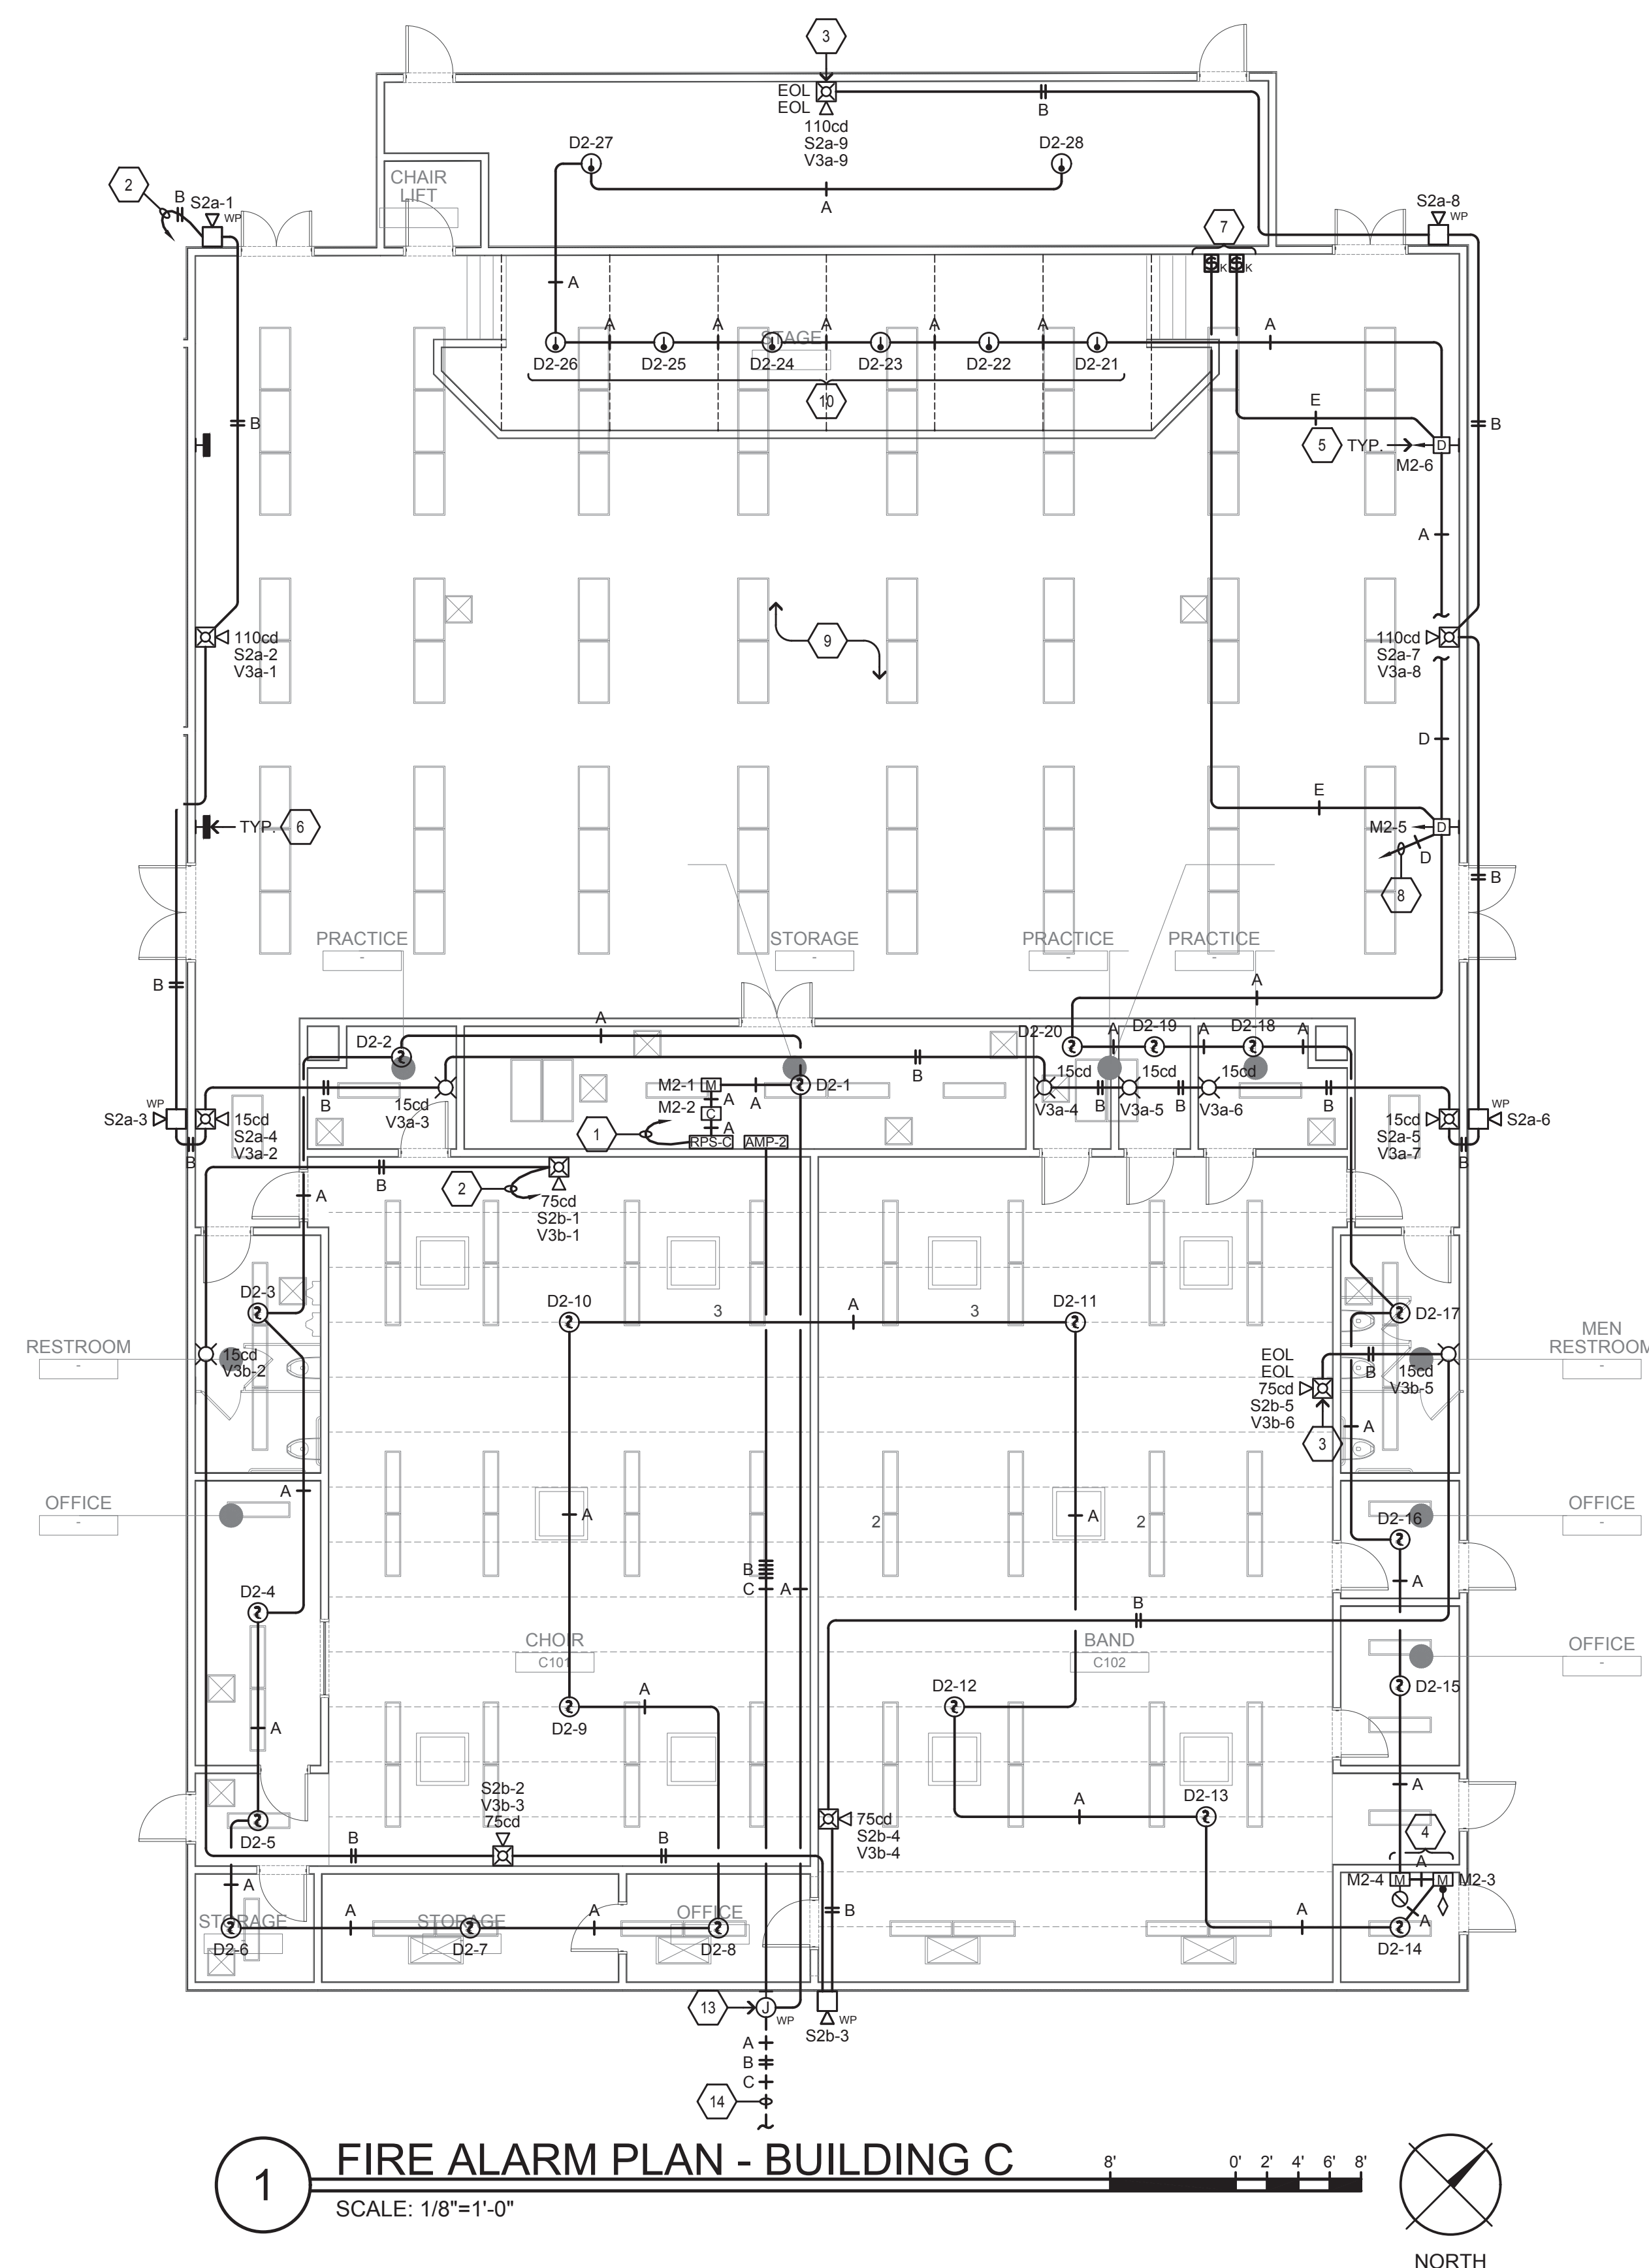 3
EOL
EOL
B
110cd
S2a-9
V3a-9
D2-27
D2-28
A
CHAIR
LIFT
2
B
S2a-1
WP
S2a-8
WP
7
S K S K
A
A
A
A
A
A
A
STAGE
D2-26
D2-25
D2-24
D2-23
D2-22
D2-21
10
B
E
B
5
TYP.
D
M2-6
A
9
110cd
S2a-2
V3a-1
110cd
S2a-7
V3a-8
D
E
TYP.
6
M2-5
D
D
8
B
PRACTICE
-
STORAGE
-
PRACTICE
PRACTICE
-
B
A
A
D2-2
D2-20
A
D2-19
A
D2-18
A
B
M2-1
M
A
D2-1
15cd
15cd
15cd
B
15cd
V3a-3
M2-2
C
A
A
V3a-4
B
V3a-5
B
V3a-6
B
WP
S2a-3
15cd
S2a-4
V3a-2
1
RPS-C
AMP-2
15cd
S2a-5
V3a-7
WP
S2a-6
B
B
B
2
A
75cd
S2b-1
V3b-1
D2-3
D2-10
3
A
3
D2-11
D2-17
RESTROOM
-
15cd
V3b-2
MEN
RESTROOM
-
EOL
EOL
75cd
S2b-5
V3b-6
B
15cd
V3b-5
3
A
A
OFFICE
-
A
2
A
2
D2-16
OFFICE
-
B
C
A
A
D2-4
B
CHOIR
C101
BAND
C102
OFFICE
-
A
D2-9
A
D2-12
D2-15
S2b-2
V3b-3
75cd
A
D2-13
A
D2-5
B
B
75cd
S2b-4
V3b-4
4
A
M2-4
M
M
M2-3
A
STORAGE
D2-6
A
STORAGE
D2-7
A
OFFICE
D2-8
B
A
A
D2-14
13
J
WP
WP
S2b-3
A
B
C
14
1
FIRE ALARM PLAN - BUILDING C
SCALE: 1/8"=1'-0"
8'
0'
2'
4'
6'
8'
NORTH